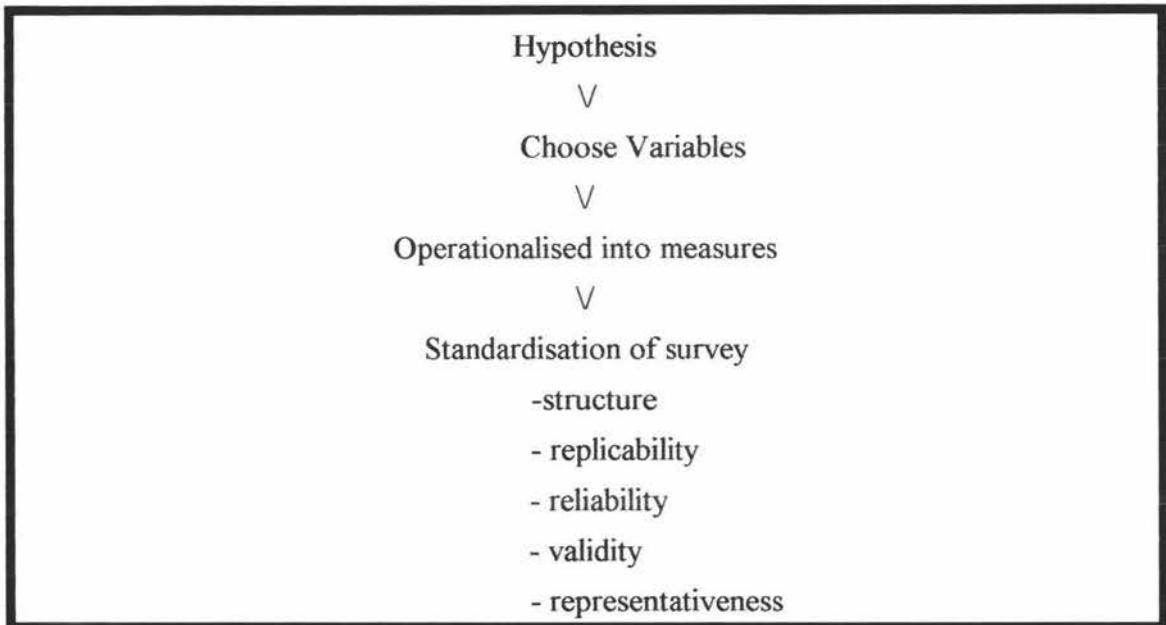 Hypothesis
\/
Choose Variables
\/
Operationalised into measures
\/
Standardisation of survey
-structure
- replicability
- reliability
- validity
- representativeness